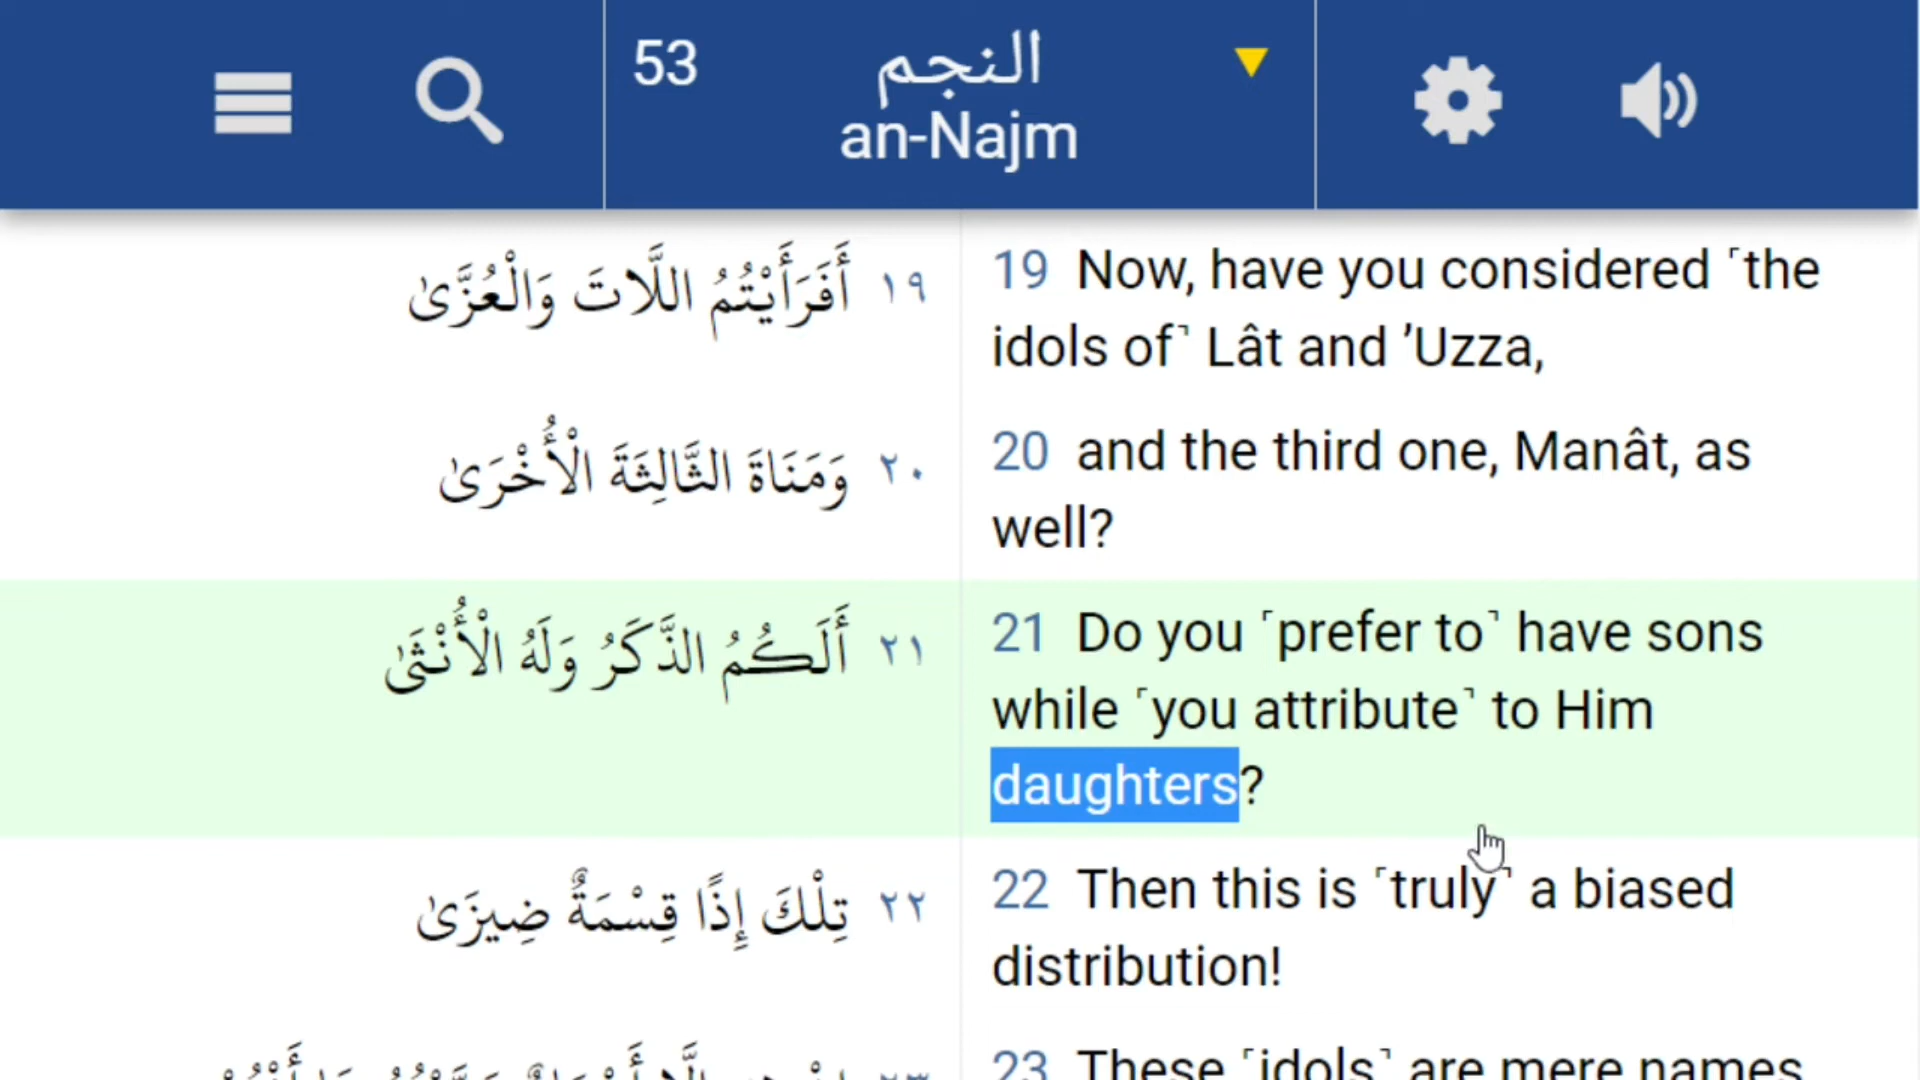 53
النجم
an-Najm
١٩ أَفَرَأَيْتُمُ اللَّاتَ وَالْعُزَّىٰ
19 Now, have you considered ⸢the
idols of⸣ Lât and ’Uzza,
٢٠ وَمَنَاةَ الثَّالِثَةَ الْأُخْرَىٰ
20 and the third one, Manât, as
well?
٢١ أَلَكُمُ الذَّكَرُ وَلَهُ الْأُنْثَىٰ
21 Do you ⸢prefer to⸣ have sons
while ⸢you attribute⸣ to Him
daughters?
٢٢ تِلْكَ إِذًا قِسْمَةٌ ضِيزَىٰ
22 Then this is ⸢truly⸣ a biased
distribution!
23 These ⸢idols⸣ are mere names